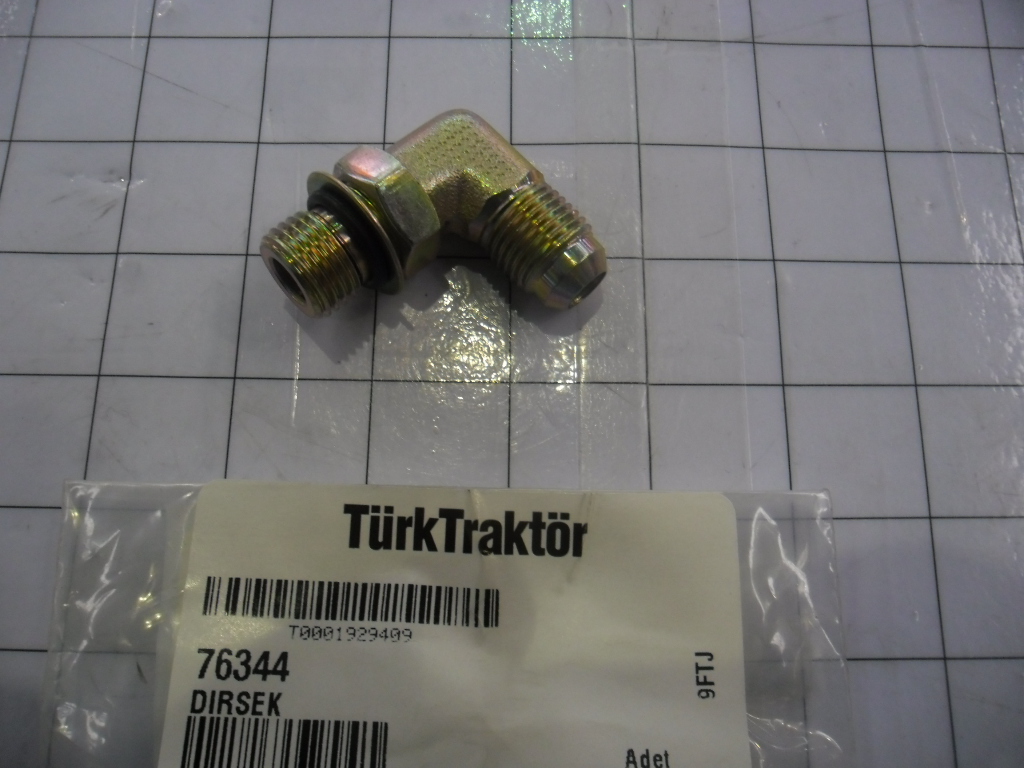 TürkTraktör
T0001929409
76344
9FTJ
DIRSEK
Adet